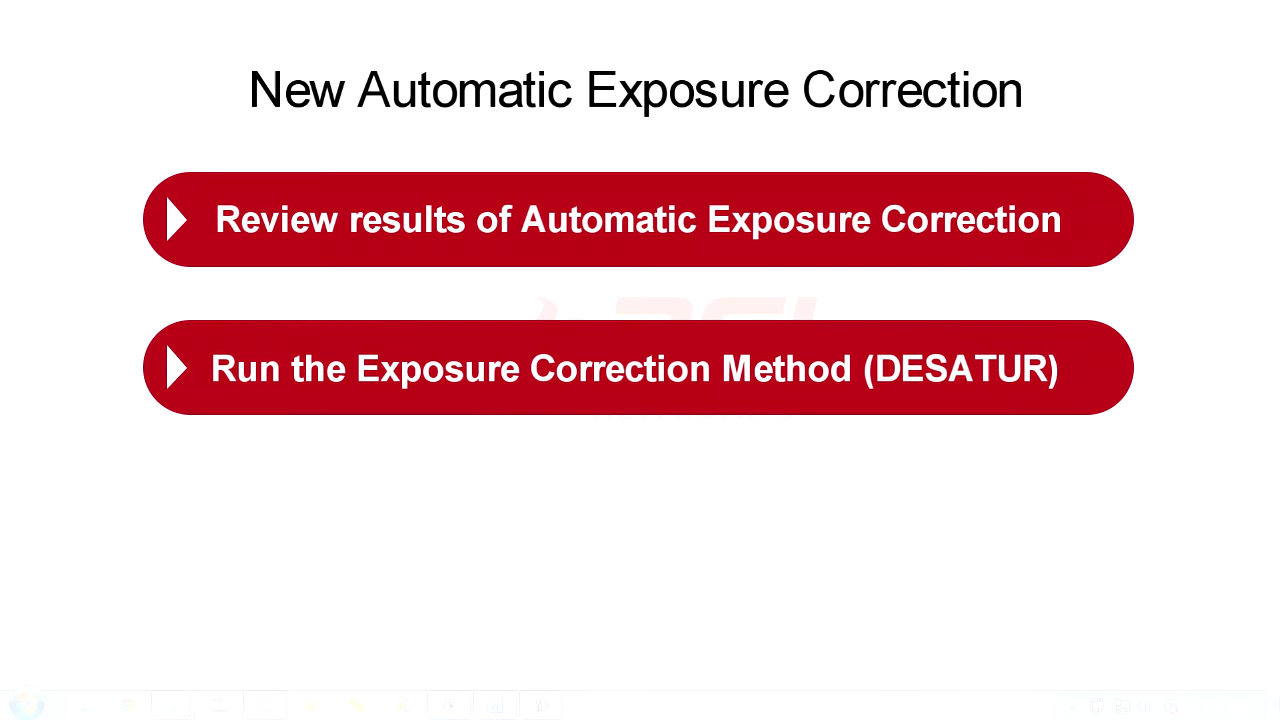 New Automatic Exposure Correction
Review results of Automatic Exposure Correction
Run the Exposure Correction Method (DESATUR)